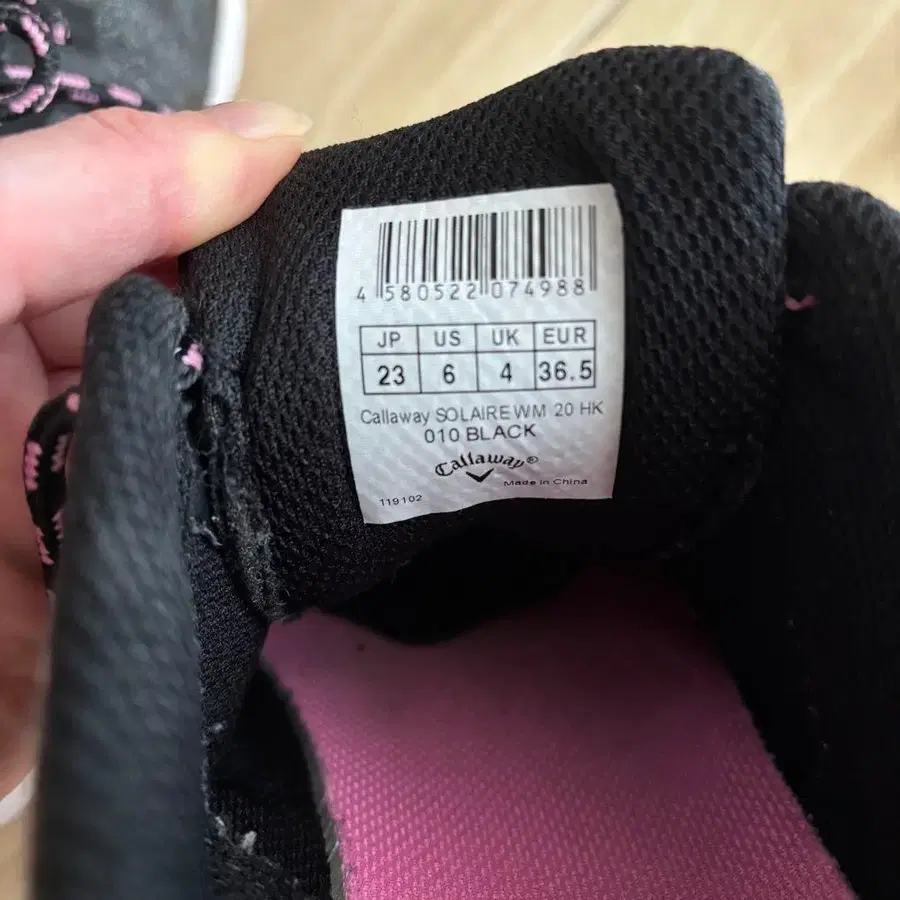 4 580522 074988
JP US UK EUR
23 6 4 36.5
Callaway SOLAIRE WM 20 HK
010 BLACK
Callaway®
Made in China
119102